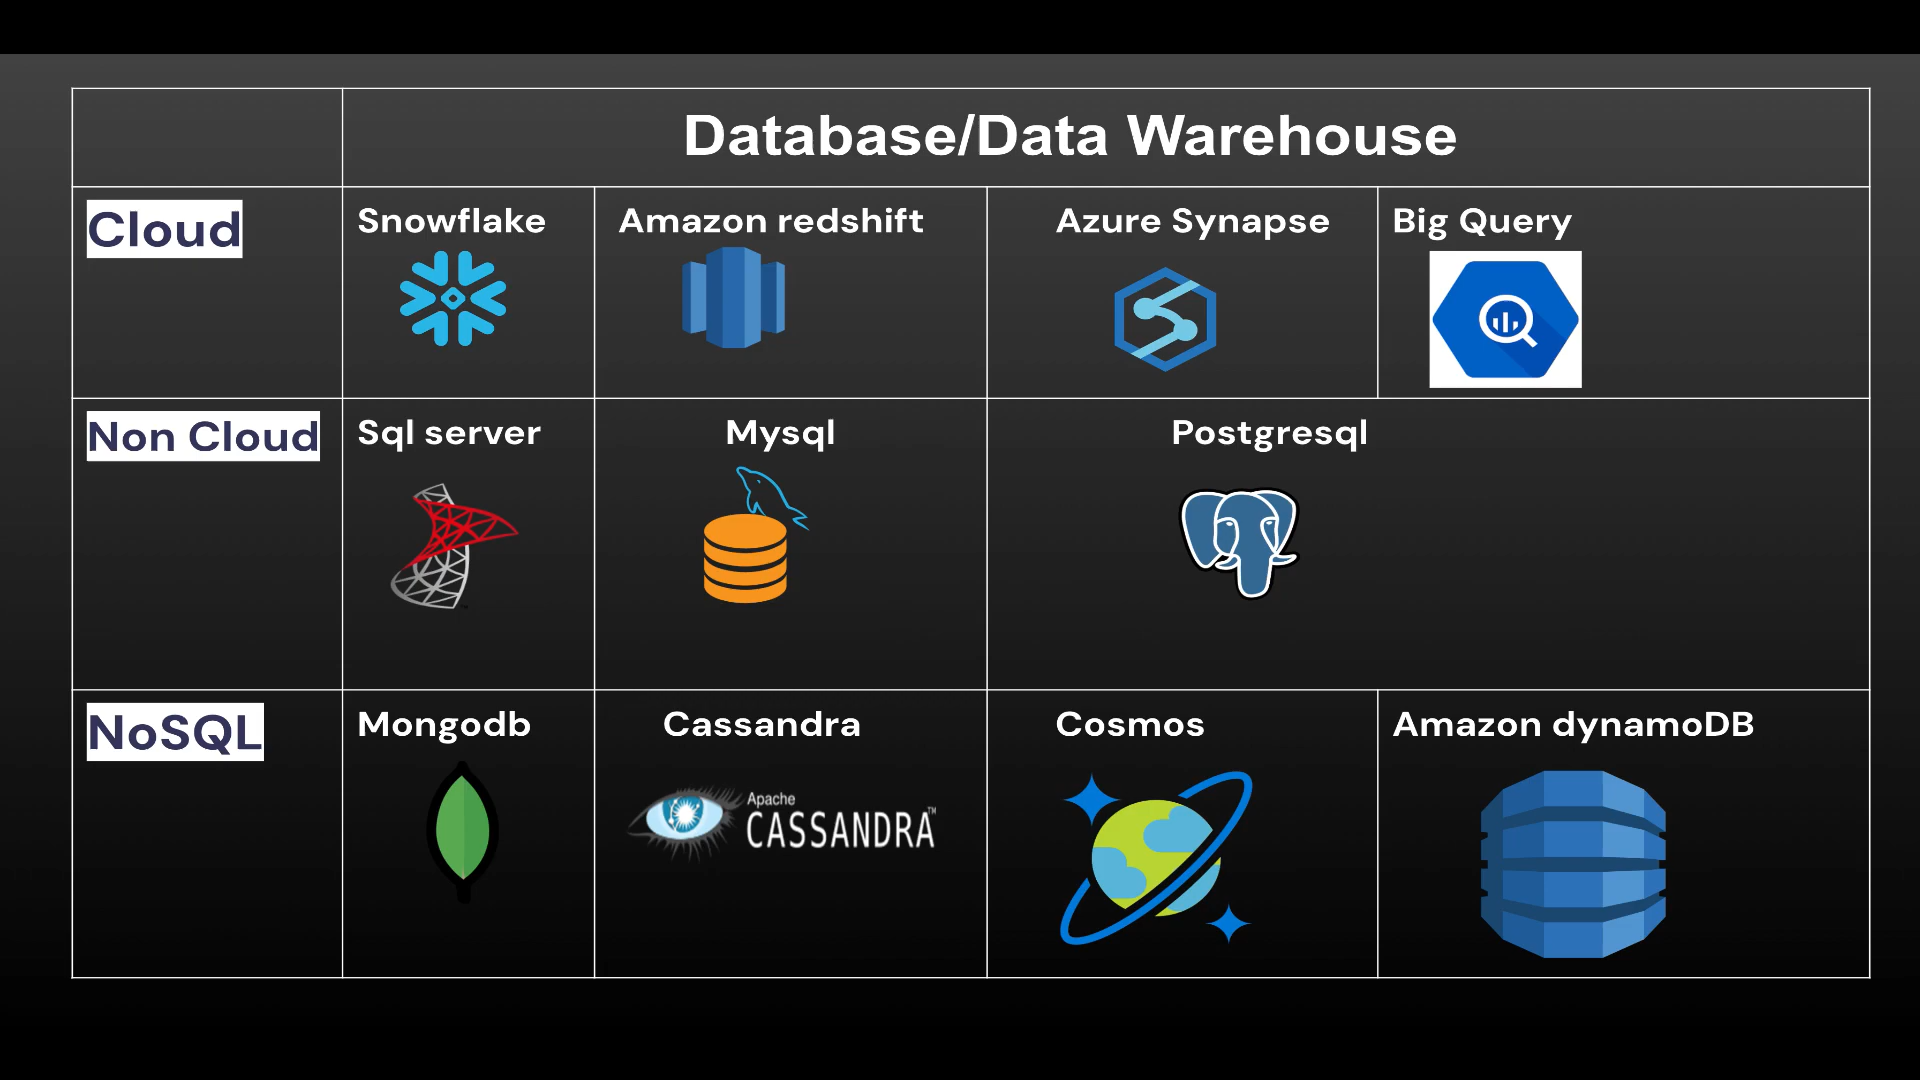 Database/Data Warehouse
Cloud
Snowflake
Amazon redshift
Azure Synapse
Big Query
Non Cloud
Sql server
Mysql
Postgresql
NoSQL
Mongodb
Cassandra
Apache
CASSANDRA™
Cosmos
Amazon dynamoDB